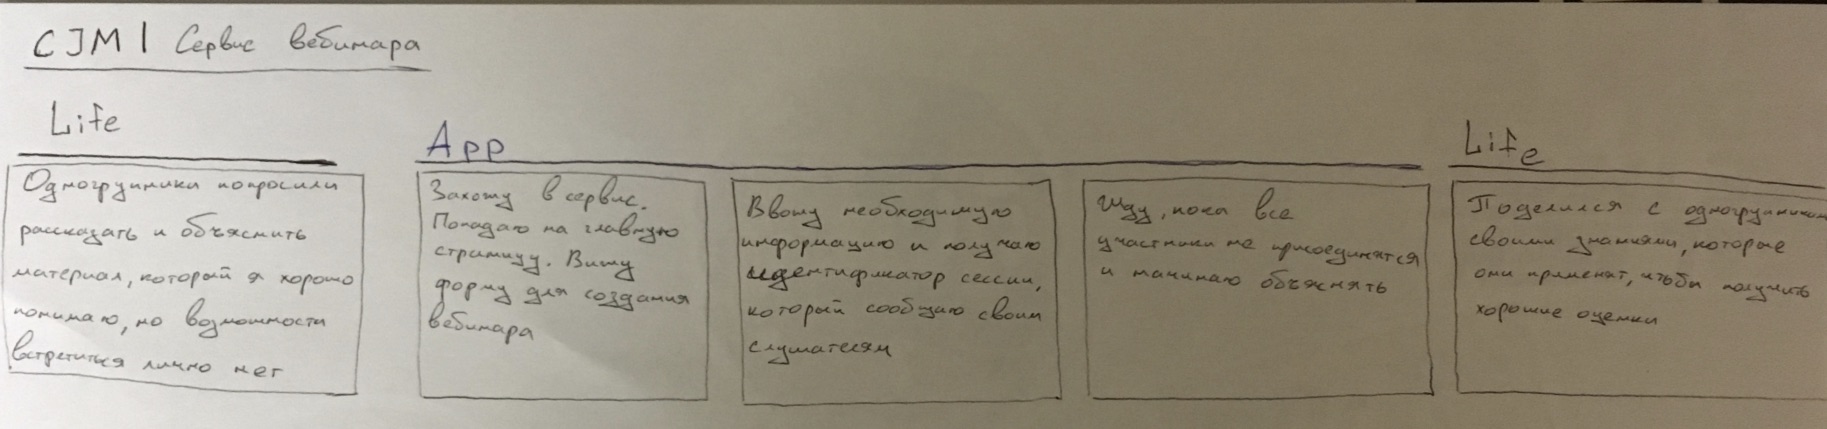 CJM | Сервис вебинара
Life
Одногрупники попросили
рассказать и объяснить
материал, который я хорошо
понимаю, но возможности
встретиться лично нет
App
Захожу в сервис.
Попадаю на главную
страницу. Вижу
форму для создания
вебинара
Ввожу необходимую
информацию и получаю
идентификатор сессии,
который сообщаю своим
слушателям
Жду, пока все
участники не присоединятся
и начинаю объяснять
Life
Поделился с одногрупниками
своими знаниями, которые
они применят, чтобы получить
хорошие оценки